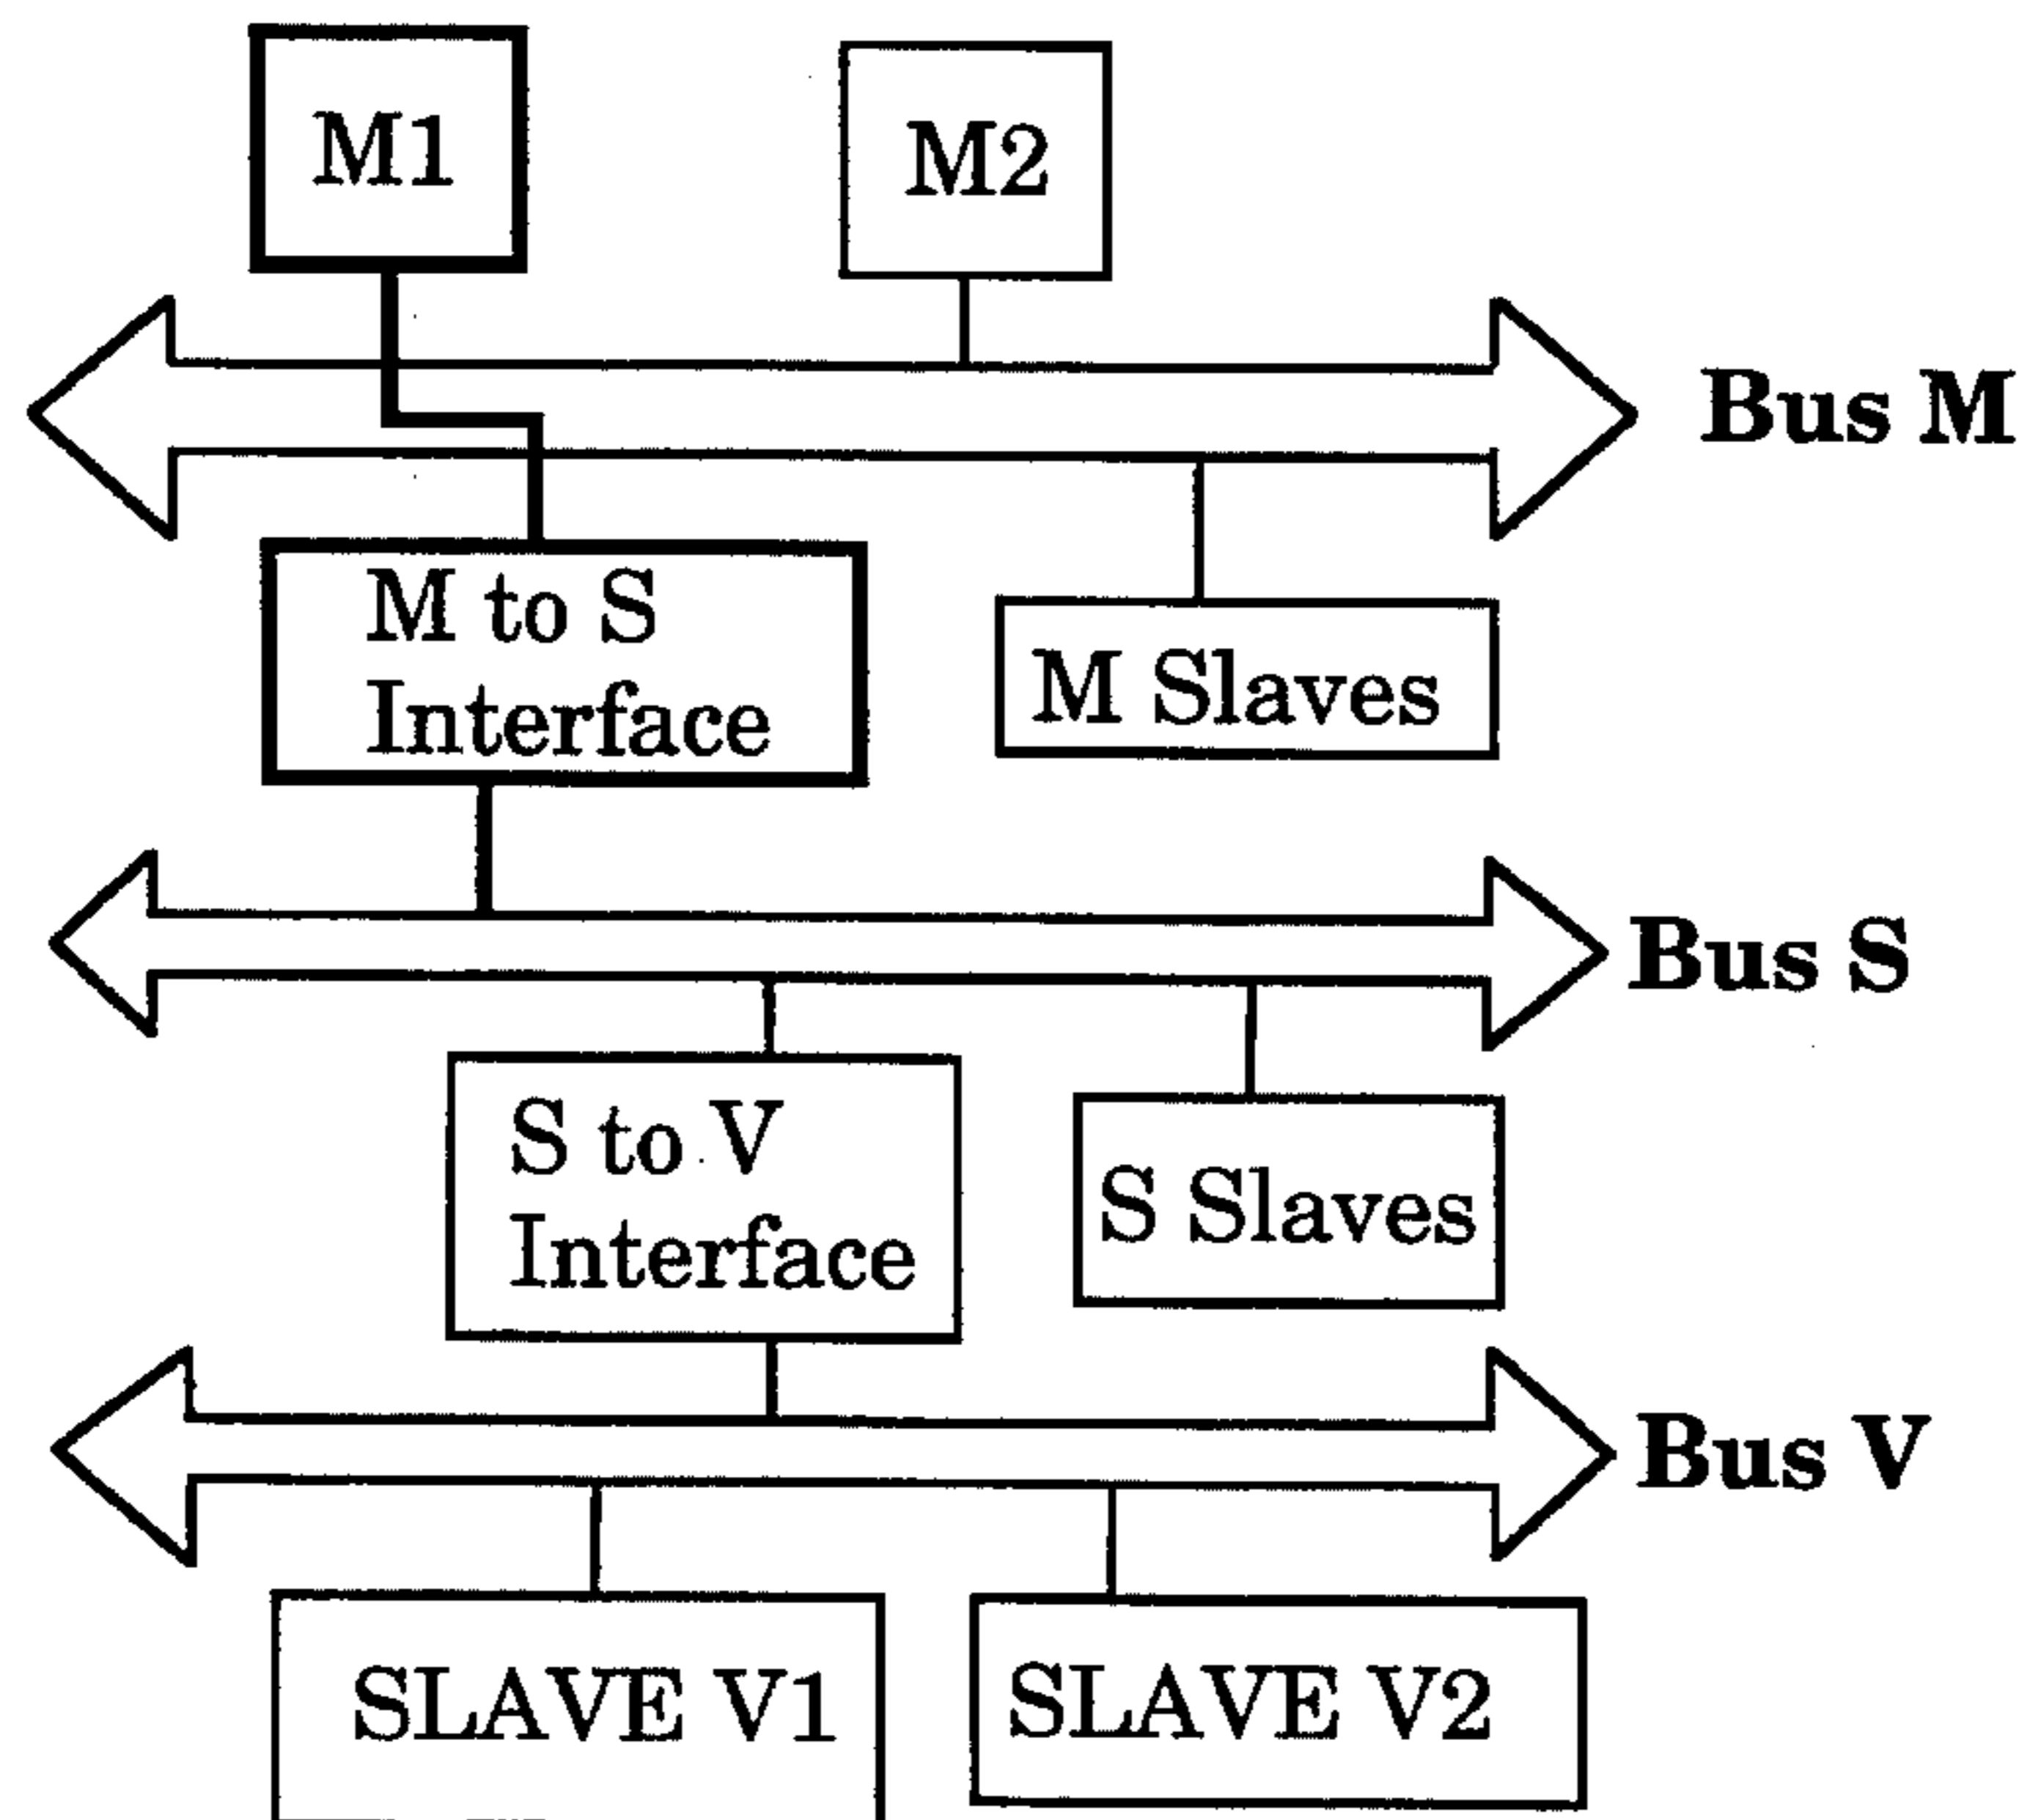 M1
M2
Bus M
M to S
Interface
M Slaves
Bus S
S to V
Interface
S Slaves
Bus V
SLAVE V1
SLAVE V2